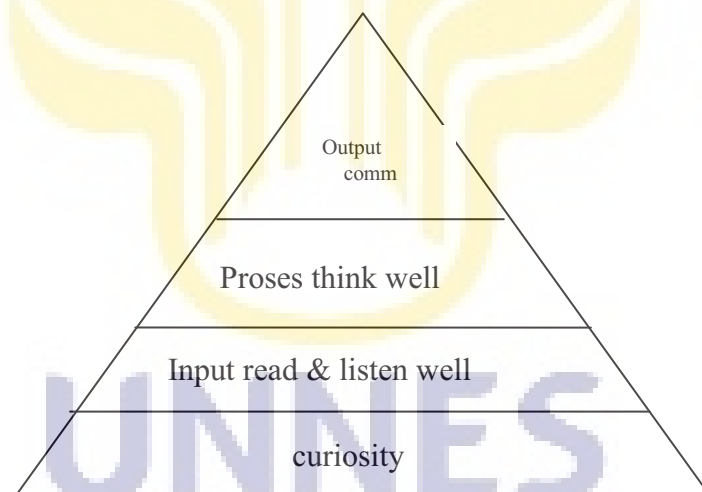 Output
comm
Proses think well
Input read & listen well
UNNES
curiosity